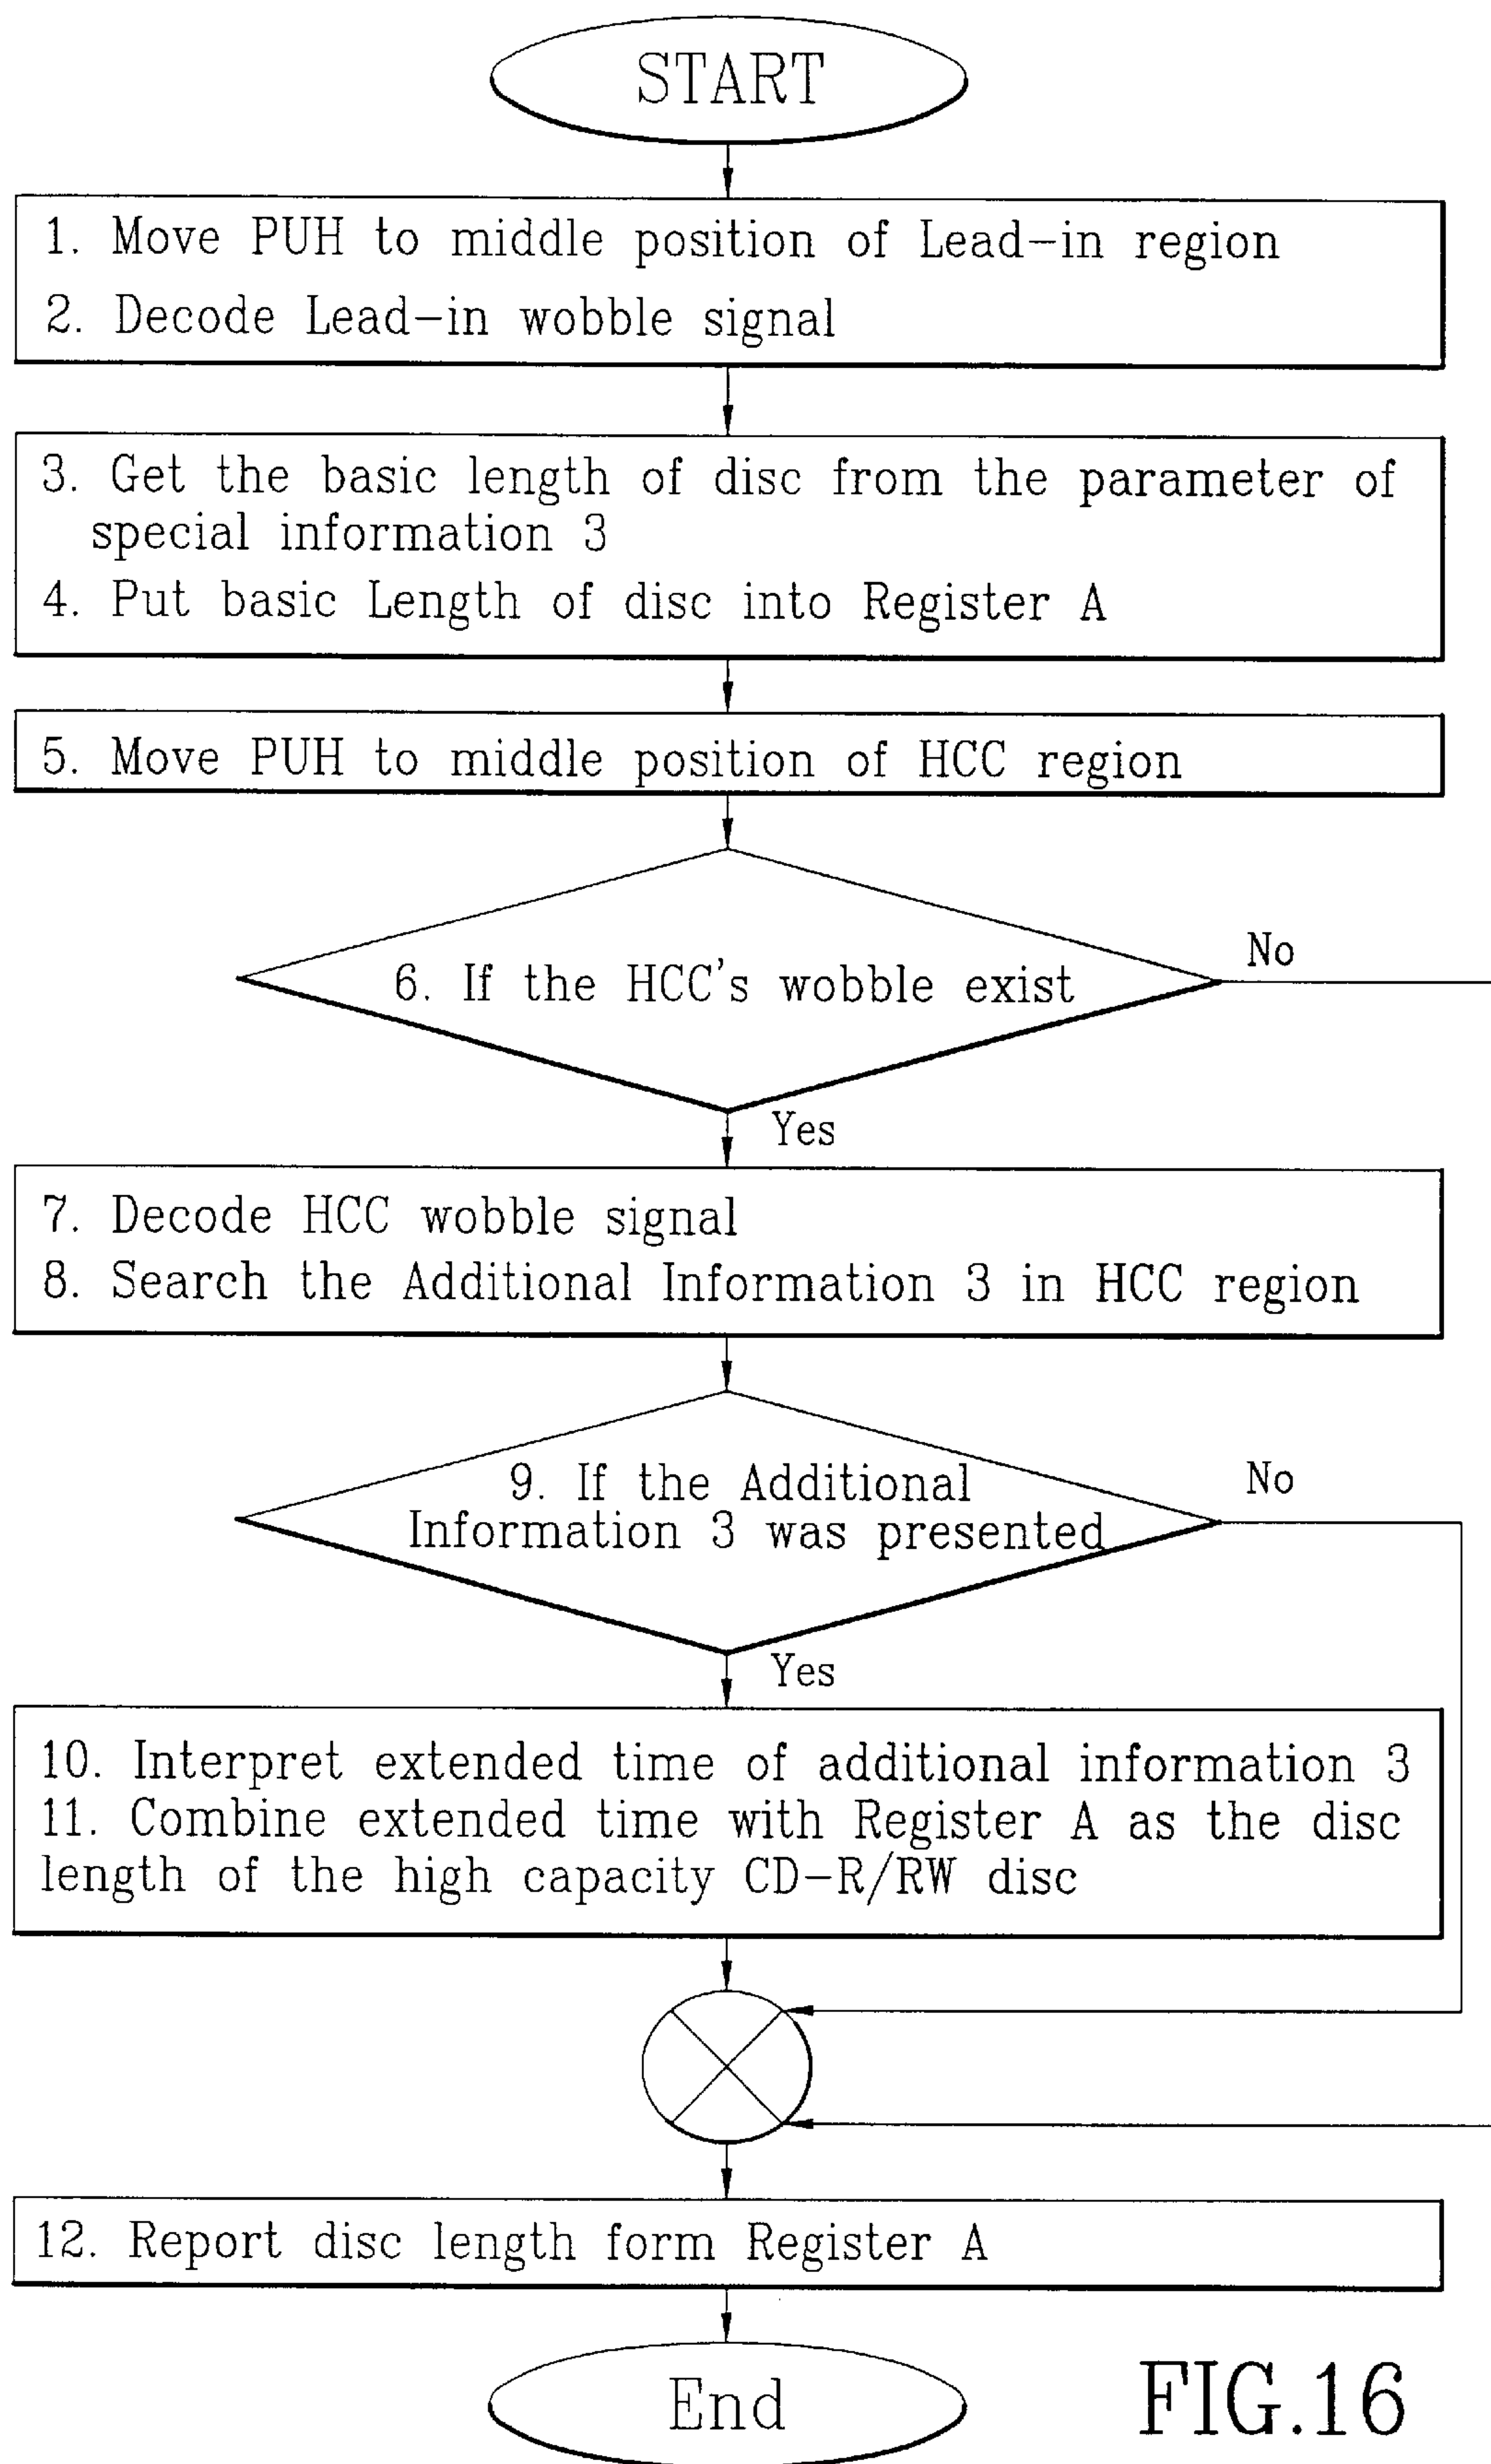 START
1. Move PUH to middle position of Lead-in region
2. Decode Lead-in wobble signal
3. Get the basic length of disc from the parameter of
special information 3
4. Put basic Length of disc into Register A
5. Move PUH to middle position of HCC region
6. If the HCC's wobble exist
No
Yes
7. Decode HCC wobble signal
8. Search the Additional Information 3 in HCC region
9. If the Additional
Information 3 was presented
No
Yes
10. Interpret extended time of additional information 3
11. Combine extended time with Register A as the disc
length of the high capacity CD-R/RW disc
12. Report disc length form Register A
End
FIG.16